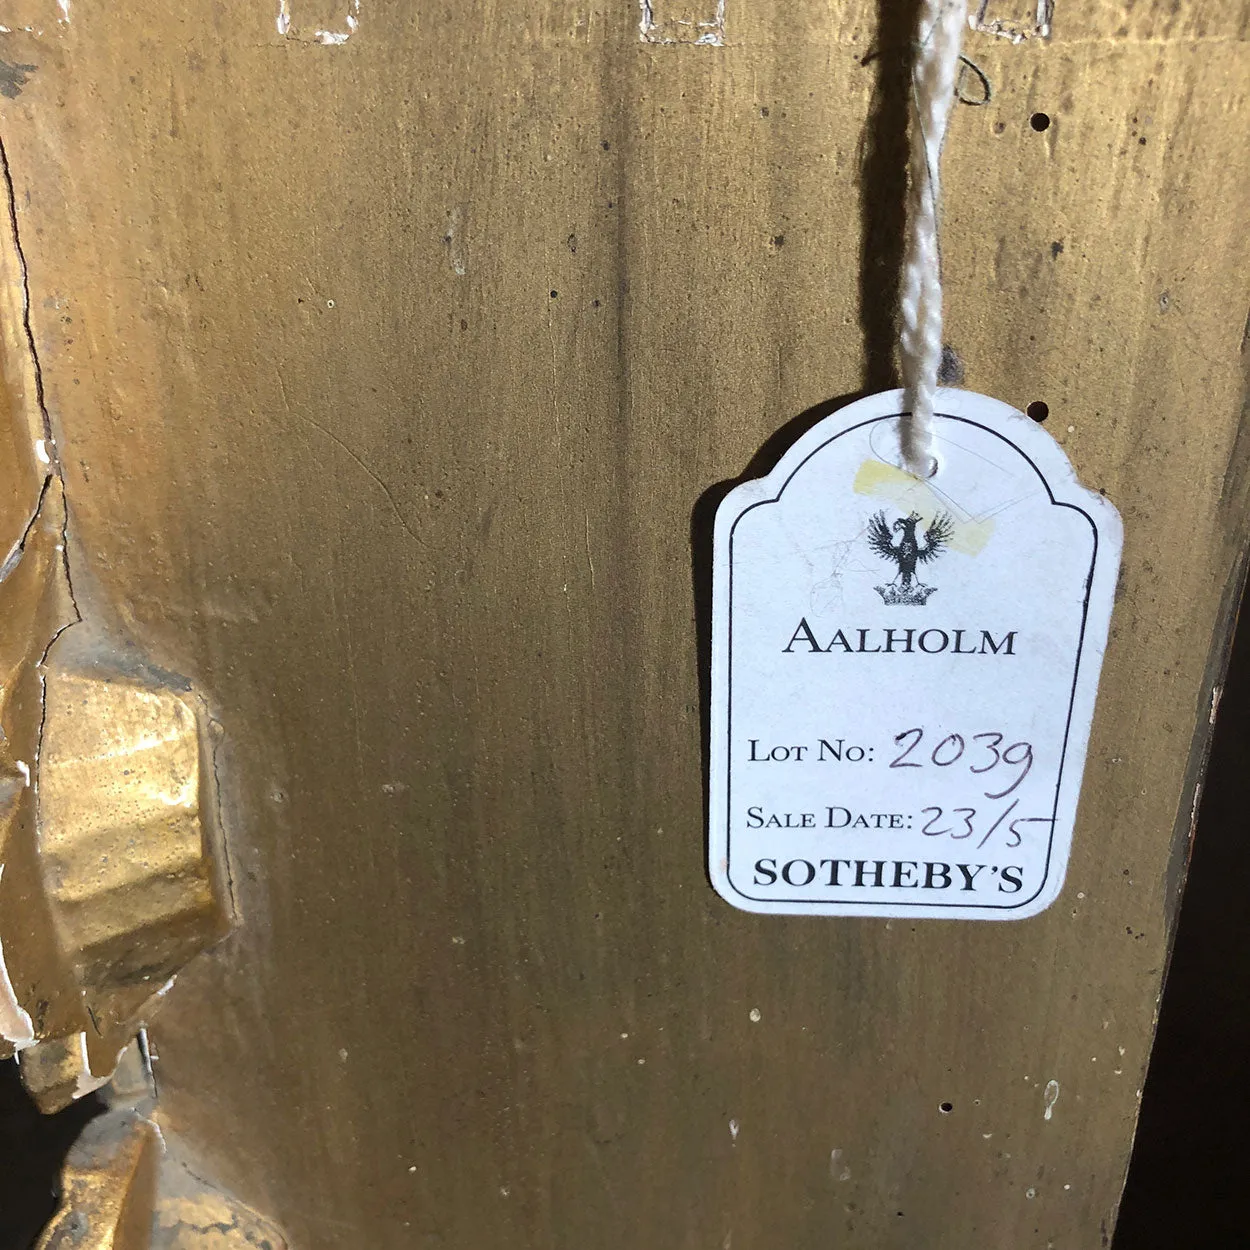 AALHOLM
LOT NO: 2039
SALE DATE: 23/5
SOTHEBY'S